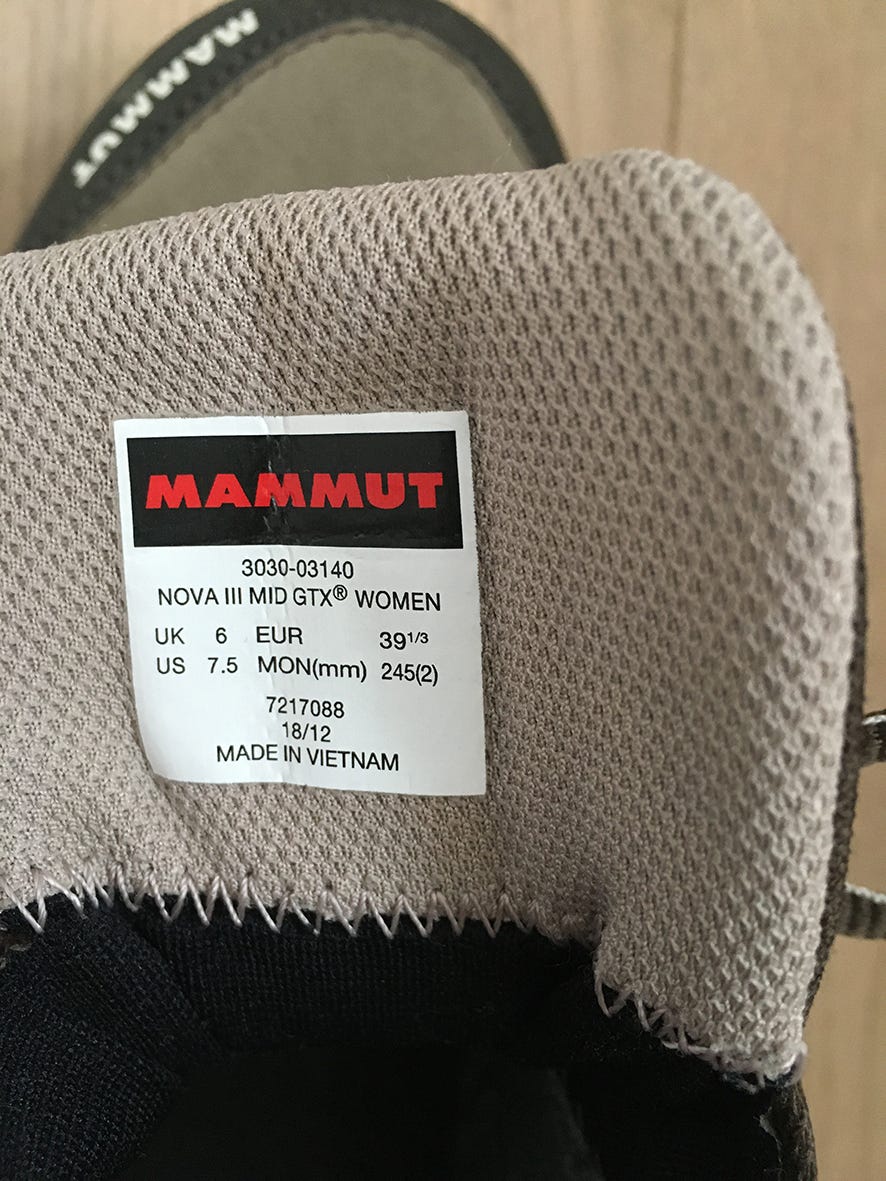 MAMMUT
MAMMUT
3030-03140
NOVA III MID GTX® WOMEN
UK 6 EUR 39 1/3
US 7.5 MON(mm) 245(2)
7217088
18/12
MADE IN VIETNAM